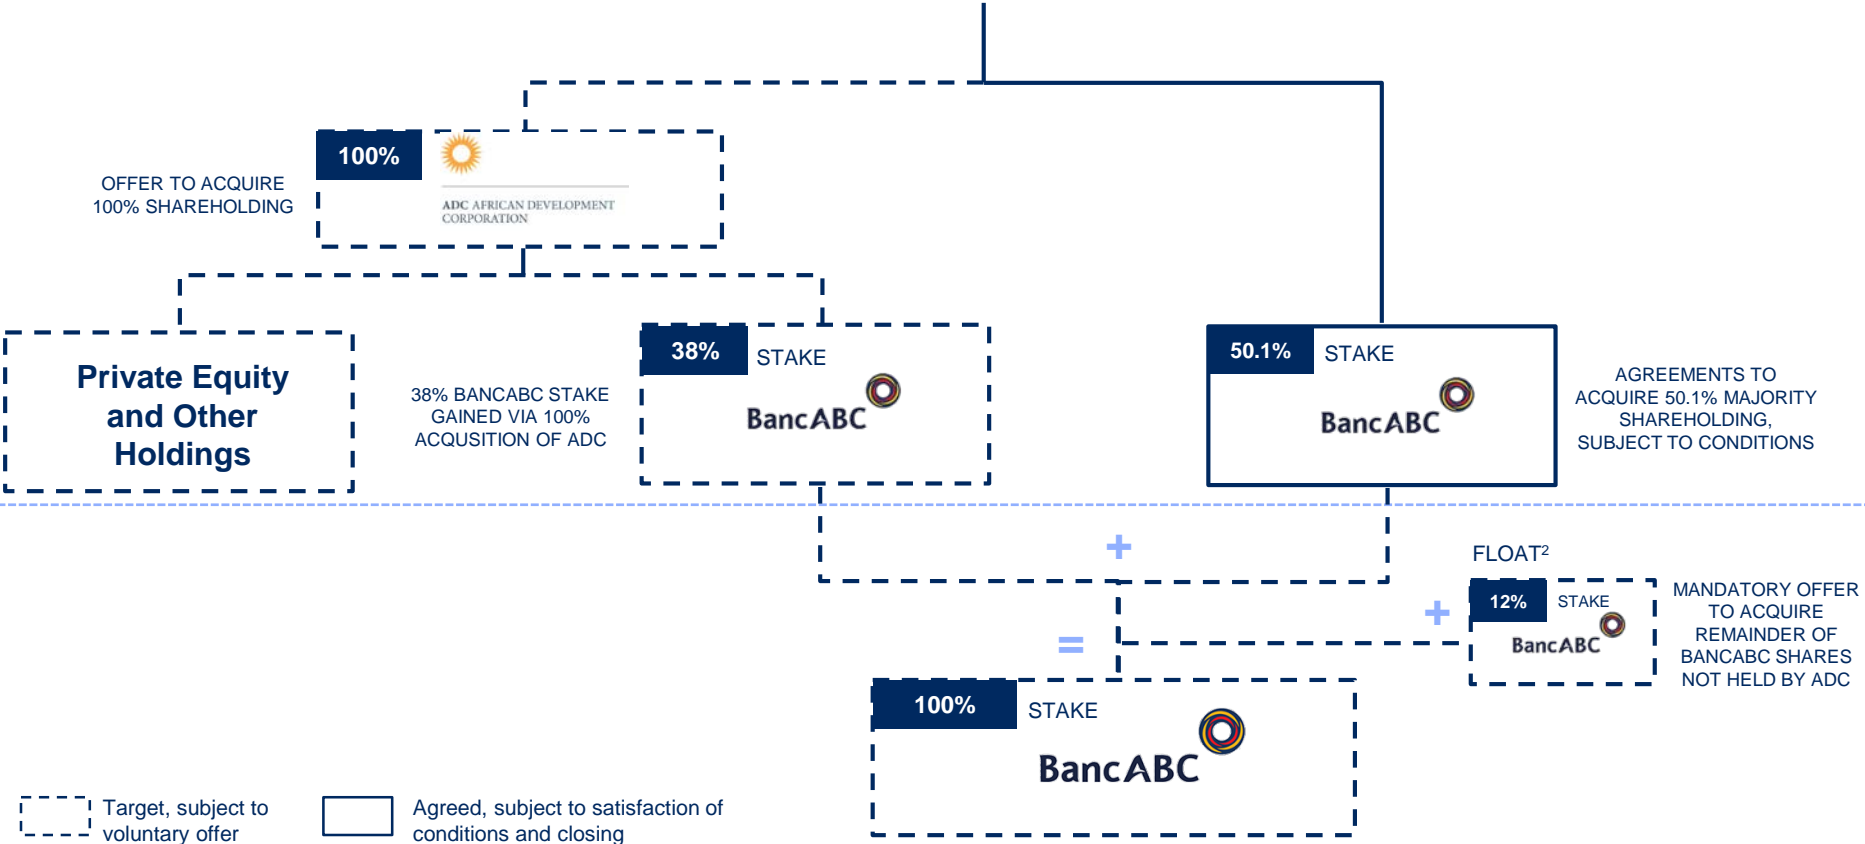 100%
OFFER TO ACQUIRE
100% SHAREHOLDING
ADC AFRICAN DEVELOPMENT
CORPORATION
Private Equity
and Other
Holdings
38% BANCABC STAKE
GAINED VIA 100%
ACQUSITION OF ADC
38% STAKE
BancABC
50.1% STAKE
BancABC
AGREEMENTS TO
ACQUIRE 50.1% MAJORITY
SHAREHOLDING,
SUBJECT TO CONDITIONS
+
FLOAT²
+
12% STAKE
BancABC
MANDATORY OFFER
TO ACQUIRE
REMAINDER OF
BANCABC SHARES
NOT HELD BY ADC
=
100% STAKE
BancABC
Target, subject to
voluntary offer
Agreed, subject to satisfaction of
conditions and closing